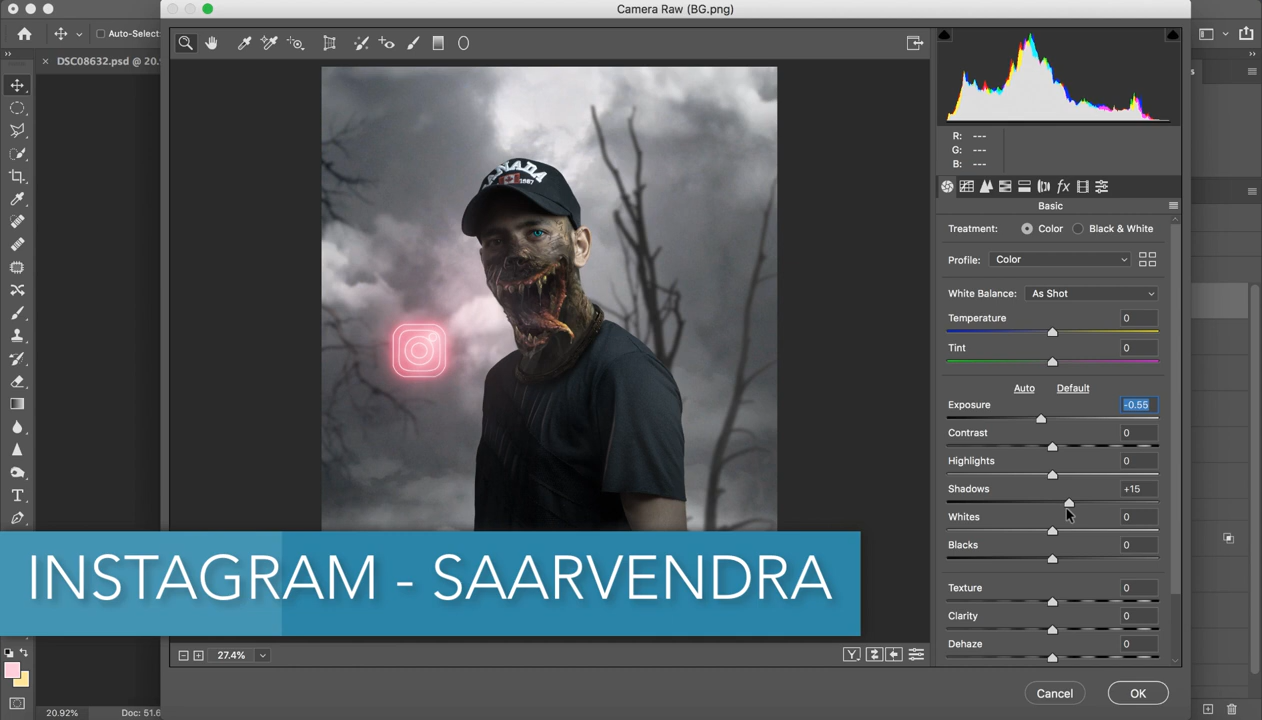 Camera Raw (BG.png)
Auto-Select:
DSC08632.psd @ 20.
CANADA
1867
R: ---
G: ---
B: ---
Basic
Treatment: Color Black & White
Profile: Color
White Balance: As Shot
Temperature 0
Tint 0
Auto Default
Exposure -0.55
Contrast 0
Highlights 0
Shadows +15
Whites 0
Blacks 0
Texture 0
Clarity 0
Dehaze 0
INSTAGRAM - SAARVENDRA
27.4%
Y
Cancel OK
20.92% Doc: 51.6